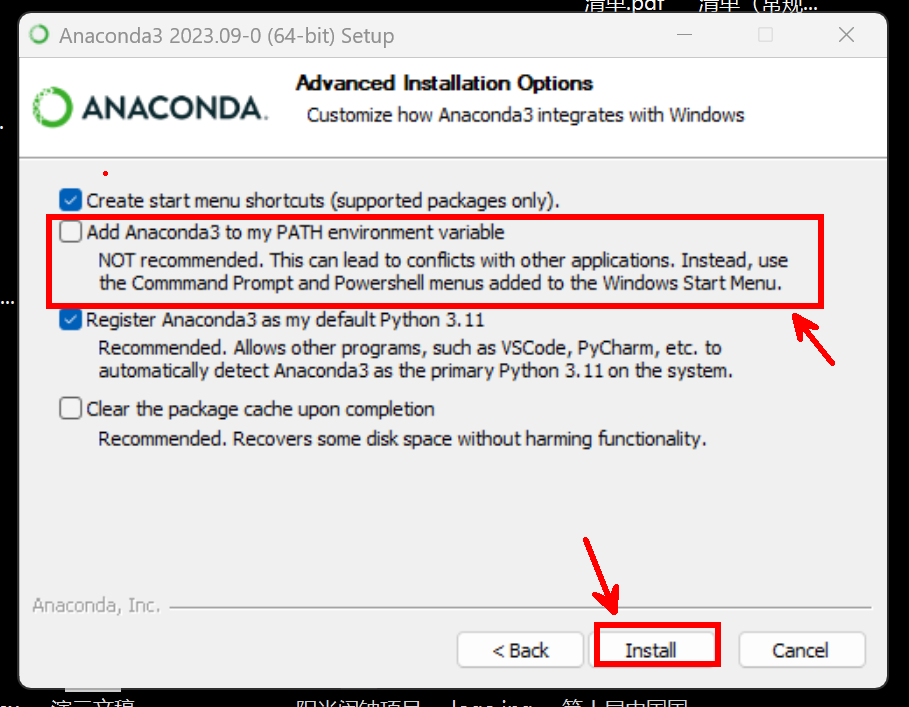 清单.pdf 清单（常规...
Anaconda3 2023.09-0 (64-bit) Setup
ANACONDA.
Advanced Installation Options
Customize how Anaconda3 integrates with Windows
Create start menu shortcuts (supported packages only).
Add Anaconda3 to my PATH environment variable
NOT recommended. This can lead to conflicts with other applications. Instead, use
the Commmand Prompt and Powershell menus added to the Windows Start Menu.
...
Register Anaconda3 as my default Python 3.11
Recommended. Allows other programs, such as VSCode, PyCharm, etc. to
automatically detect Anaconda3 as the primary Python 3.11 on the system.
Clear the package cache upon completion
Recommended. Recovers some disk space without harming functionality.
Anaconda, Inc.
< Back Install Cancel